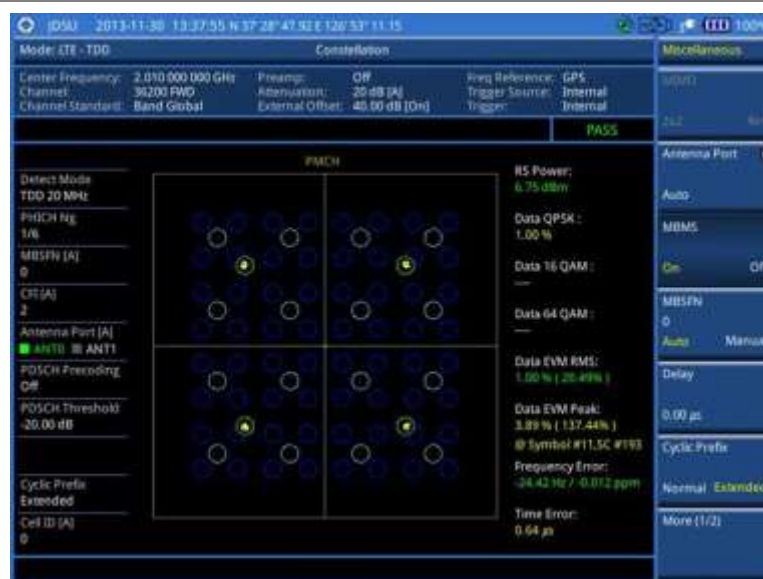 JDSU 2013-11-30 13:37:55 N 37° 28' 47.92 E 126° 53" 11.15 100%
Mode: LTE - TDD
Constellation
Miscellaneous
Center Frequency: 2.010 000 000 GHz
Channel: 36200 FWD
Channel Standard: Band Global
Preamp: Off
Attenuation: 20 dB [A]
External Offset: 40.00 dB [On]
Freq Reference: GPS
Trigger Source: Internal
Trigger: Internal
PASS
PMCH
Detect Mode
TDD 20 MHz
PHICH Ng
1/6
MBSFN [A]
0
CFI [A]
2
Antenna Port [A]
ANT0 ANT1
PDSCH Precoding
Off
PDSCH Threshold
-20.00 dB
Cyclic Prefix
Extended
Cell ID [A]
0
RS Power:
6.75 dBm
Data QPSK :
1.00 %
Data 16 QAM :
---
Data 64 QAM :
---
Data EVM RMS:
1.00 % ( 20.49% )
Data EVM Peak:
3.89 % ( 137.44% )
@ Symbol #11,SC #193
Frequency Error:
-24.42 Hz / -0.012 ppm
Time Error:
0.64 µs
MIMO
2x2
Antenna Port
Auto
MBMS
On
MBSFN
0
Auto Manua
Delay
0.00 µs
Cyclic Prefix
Normal Extended
More (1/2)